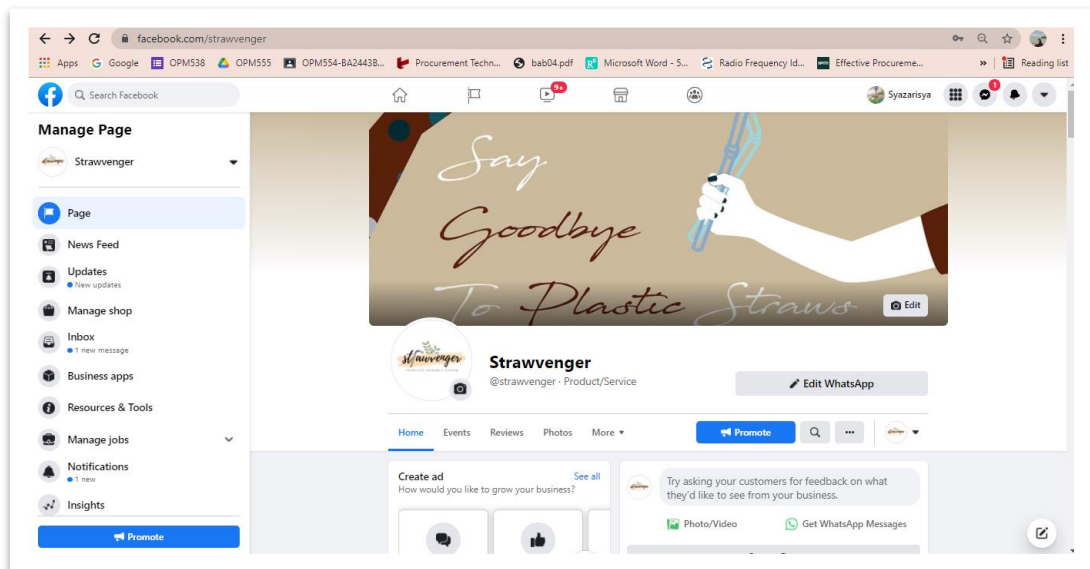 facebook.com/strawvenger
Apps Google OPM538 OPM555 OPM554-BA2443B... Procurement Techn... bab04.pdf Microsoft Word - 5... Radio Frequency Id... Effective Procureme... » Reading list
Search Facebook 9+ Syazarisya 1
Manage Page
Strawvenger
Page
News Feed
Updates
New updates
Manage shop
Inbox
1 new message
Business apps
Resources & Tools
Manage jobs
Notifications
1 new
Insights
Promote
Say
Goodbye
To Plastic Straws
Edit
strawvenger
Strawvenger
@strawvenger · Product/Service
Edit WhatsApp
Home Events Reviews Photos More
Promote
Create ad See all
How would you like to grow your business?
Try asking your customers for feedback on what
they'd like to see from your business.
Photo/Video Get WhatsApp Messages